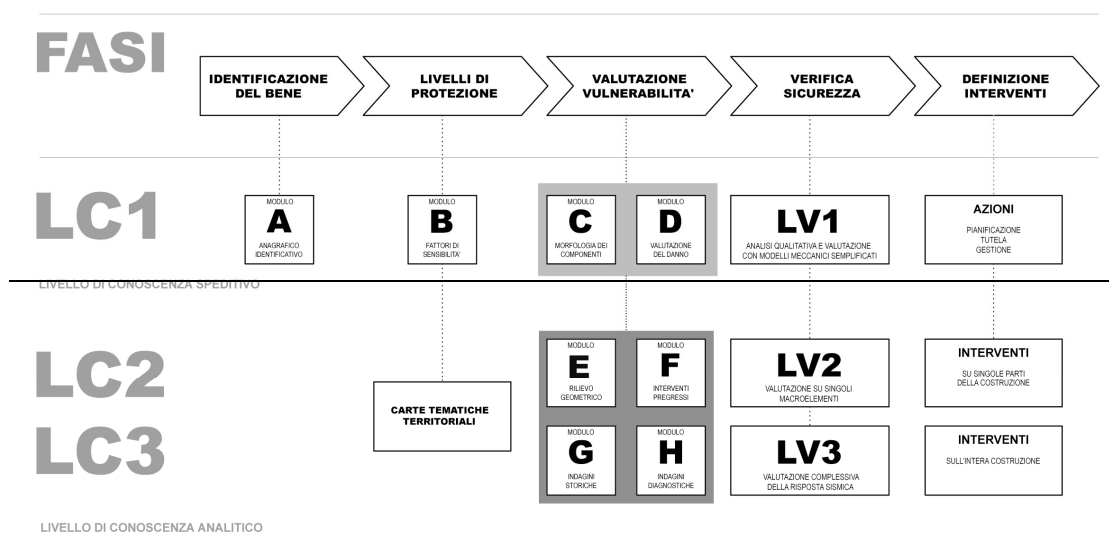 FASI
IDENTIFICAZIONE
DEL BENE
LIVELLI DI
PROTEZIONE
VALUTAZIONE
VULNERABILITA'
VERIFICA
SICUREZZA
DEFINIZIONE
INTERVENTI
LC1
MODULO
A
ANAGRAFICO
IDENTIFICATIVO
MODULO
B
FATTORI DI
SENSIBILITA'
MODULO
C
MORFOLOGIA DEI
COMPONENTI
MODULO
D
VALUTAZIONE
DEL DANNO
LV1
ANALISI QUALITATIVA E VALUTAZIONE
CON MODELLI MECCANICI SEMPLIFICATI
AZIONI
PIANIFICAZIONE
TUTELA
GESTIONE
LIVELLO DI CONOSCENZA SPEDITIVO
LC2
LC3
CARTE TEMATICHE
TERRITORIALI
MODULO
E
RILIEVO
GEOMETRICO
MODULO
F
INTERVENTI
PREGRESSI
LV2
VALUTAZIONE SU SINGOLI
MACROELEMENTI
INTERVENTI
SU SINGOLE PARTI
DELLA COSTRUZIONE
MODULO
G
INDAGINI
STORICHE
MODULO
H
INDAGINI
DIAGNOSTICHE
LV3
VALUTAZIONE COMPLESSIVA
DELLA RISPOSTA SISMICA
INTERVENTI
SULL'INTERA COSTRUZIONE
LIVELLO DI CONOSCENZA ANALITICO